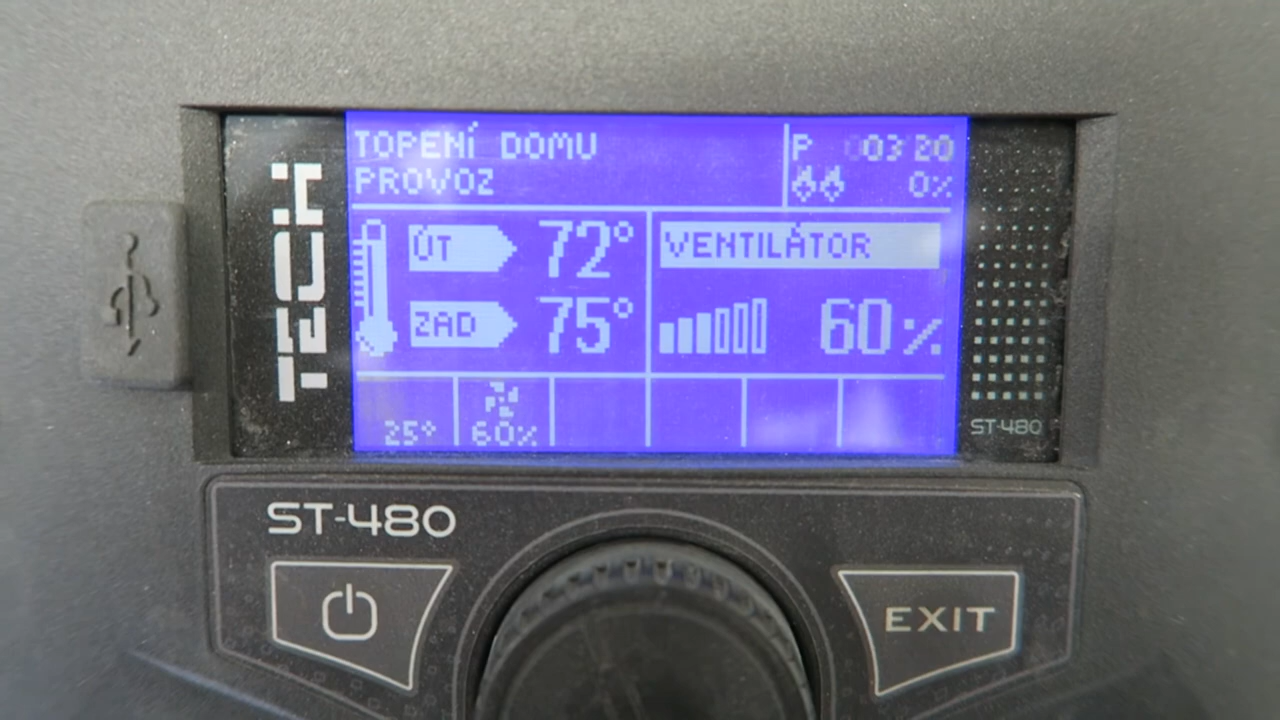 TECH
TOPENÍ DOMU
PROVOZ
P 03 20
0%
ÚT 72°
ZAD 75°
VENTILÁTOR
60%
25°
60%
ST-480
ST-480
EXIT